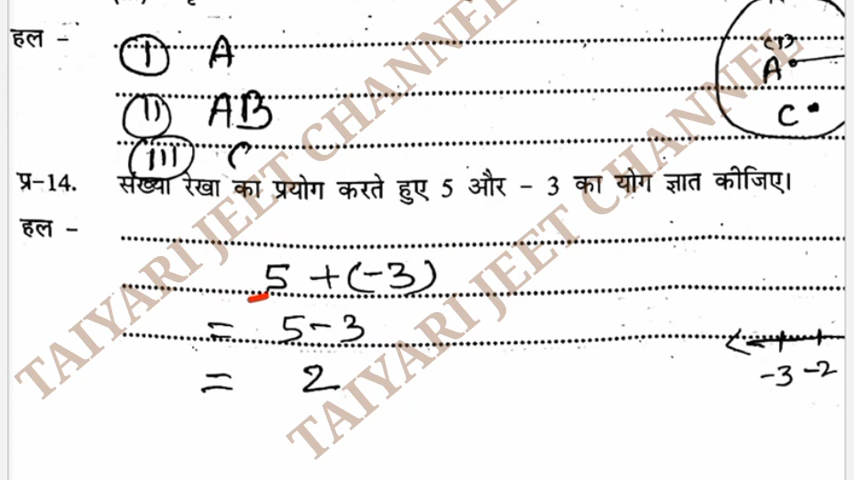 हल - (I) A
(B)
A
(II) AB
C
(III) C
प्र-14. संख्या रेखा का प्रयोग करते हुए 5 और - 3 का योग ज्ञात कीजिए।
हल -
5 + (-3)
= 5-3
-3 -2
= 2
TAIYARI JEET CHANNEL
TAIYARI JEET CHANNEL